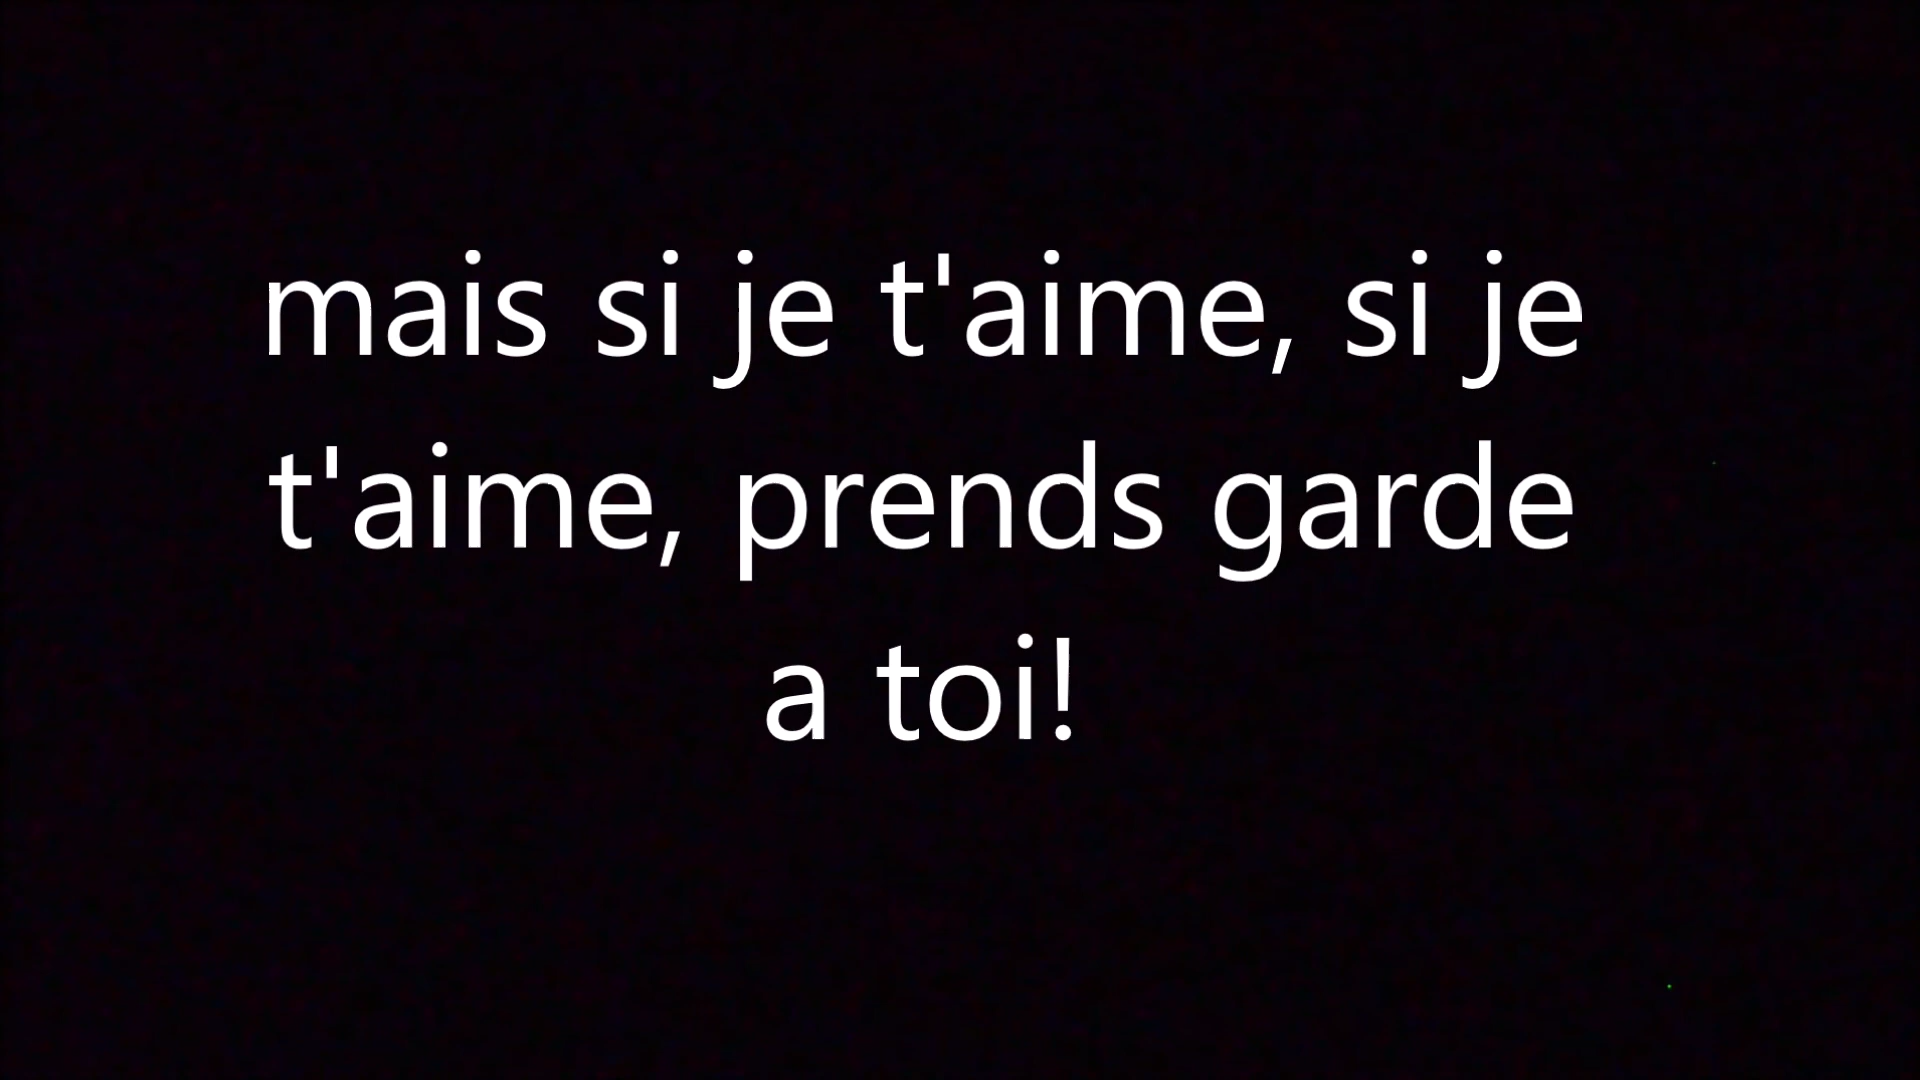 mais si je t'aime, si je
t'aime, prends garde
a toi!